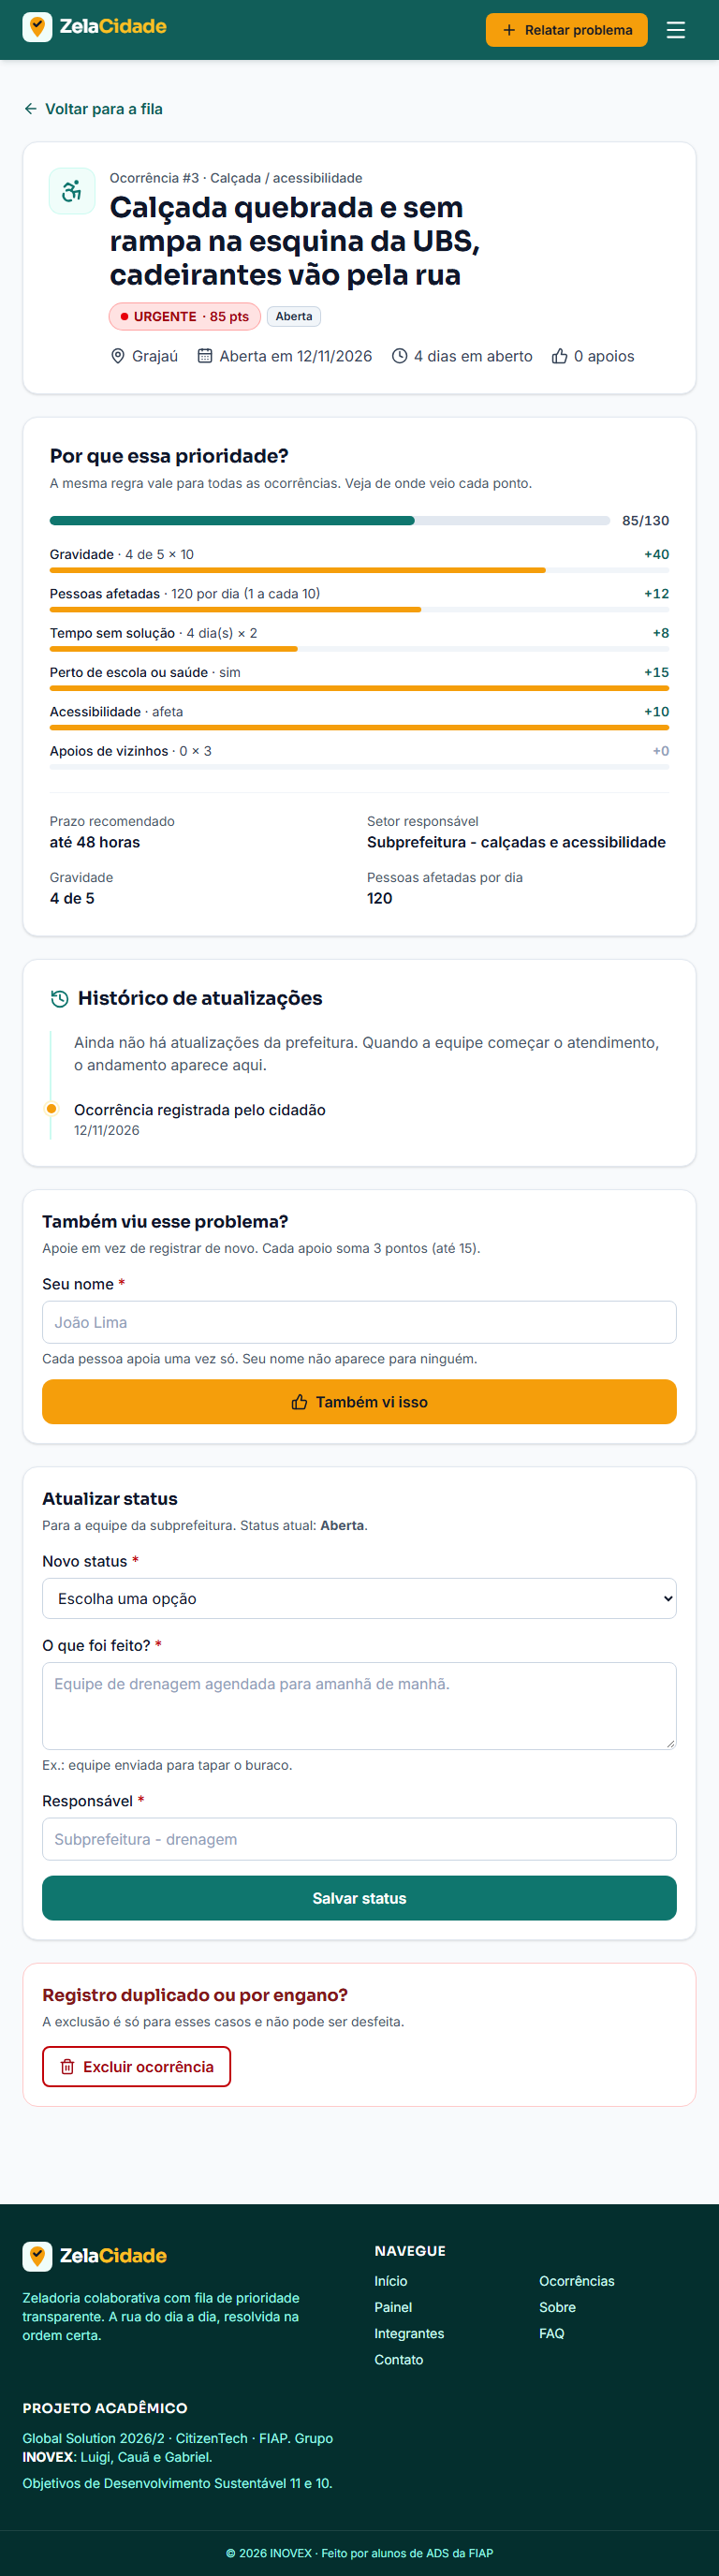 ZelaCidade
Relatar problema
Voltar para a fila
Ocorrência #3 · Calçada / acessibilidade
Calçada quebrada e sem
rampa na esquina da UBS,
cadeirantes vão pela rua
URGENTE · 85 pts
Aberta
Grajaú
Aberta em 12/11/2026
4 dias em aberto
0 apoios
Por que essa prioridade?
A mesma regra vale para todas as ocorrências. Veja de onde veio cada ponto.
85/130
Gravidade · 4 de 5 × 10
+40
Pessoas afetadas · 120 por dia (1 a cada 10)
+12
Tempo sem solução · 4 dia(s) × 2
+8
Perto de escola ou saúde · sim
+15
Acessibilidade · afeta
+10
Apoios de vizinhos · 0 × 3
+0
Prazo recomendado
até 48 horas
Setor responsável
Subprefeitura - calçadas e acessibilidade
Gravidade
4 de 5
Pessoas afetadas por dia
120
Histórico de atualizações
Ainda não há atualizações da prefeitura. Quando a equipe começar o atendimento,
o andamento aparece aqui.
Ocorrência registrada pelo cidadão
12/11/2026
Também viu esse problema?
Apoie em vez de registrar de novo. Cada apoio soma 3 pontos (até 15).
Seu nome *
João Lima
Cada pessoa apoia uma vez só. Seu nome não aparece para ninguém.
Também vi isso
Atualizar status
Para a equipe da subprefeitura. Status atual: Aberta.
Novo status *
Escolha uma opção
O que foi feito? *
Equipe de drenagem agendada para amanhã de manhã.
Ex.: equipe enviada para tapar o buraco.
Responsável *
Subprefeitura - drenagem
Salvar status
Registro duplicado ou por engano?
A exclusão é só para esses casos e não pode ser desfeita.
Excluir ocorrência
ZelaCidade
Zeladoria colaborativa com fila de prioridade
transparente. A rua do dia a dia, resolvida na
ordem certa.
NAVEGUE
Início
Ocorrências
Painel
Sobre
Integrantes
FAQ
Contato
PROJETO ACADÊMICO
Global Solution 2026/2 · CitizenTech · FIAP. Grupo
INOVEX: Luigi, Cauã e Gabriel.
Objetivos de Desenvolvimento Sustentável 11 e 10.
© 2026 INOVEX · Feito por alunos de ADS da FIAP